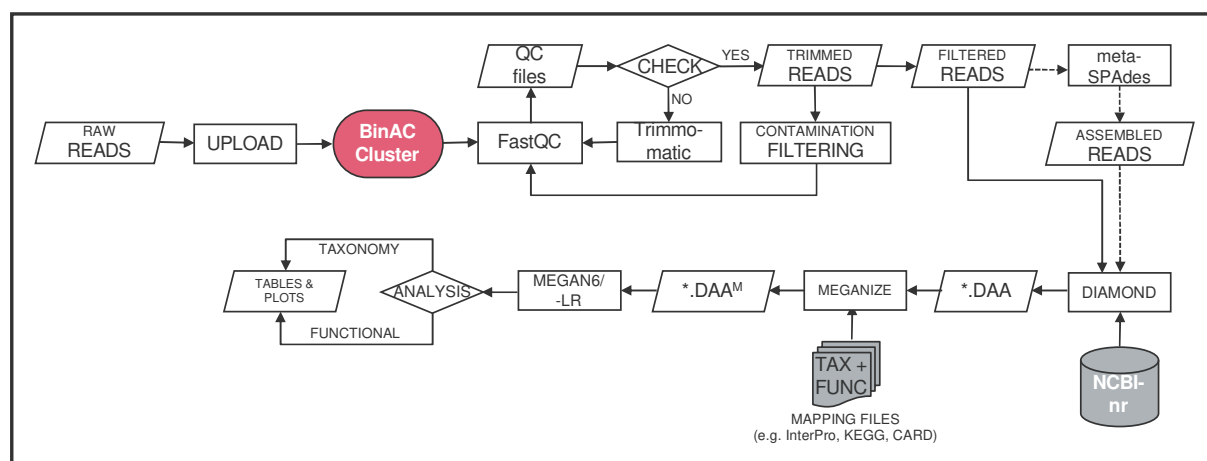 QC
files
CHECK
YES
NO
TRIMMED
READS
FILTERED
READS
meta-
SPAdes
RAW
READS
UPLOAD
BinAC
Cluster
FastQC
Trimmo-
matic
CONTAMINATION
FILTERING
ASSEMBLED
READS
TAXONOMY
TABLES &
PLOTS
ANALYSIS
FUNCTIONAL
MEGAN6/
-LR
*.DAAᴹ
MEGANIZE
*.DAA
DIAMOND
TAX +
FUNC
MAPPING FILES
(e.g. InterPro, KEGG, CARD)
NCBI-
nr